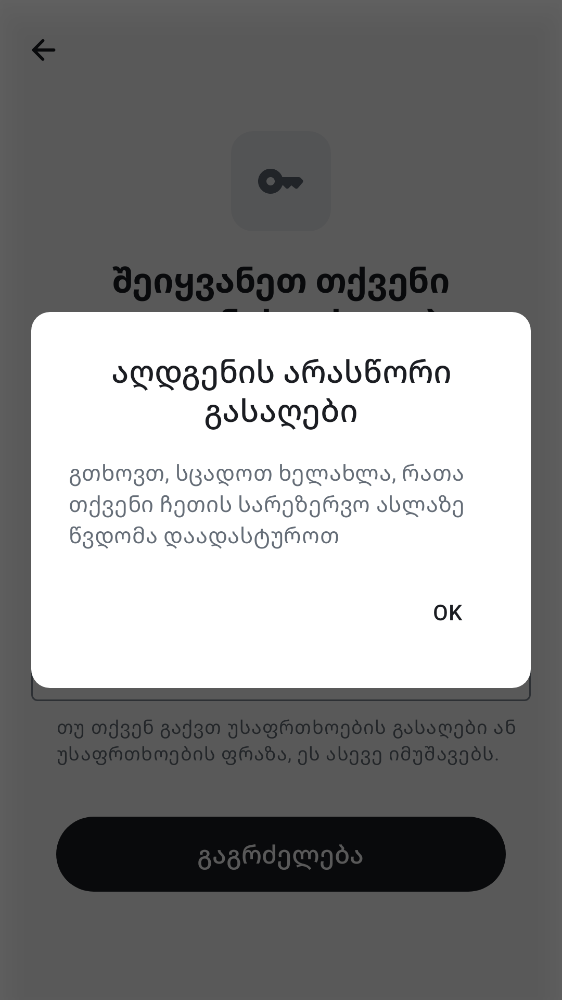 შეიყვანეთ თქვენი
აღდგენის არასწორი
გასაღები
გთხოვთ, სცადოთ ხელახლა, რათა
თქვენი ჩეთის სარეზერვო ასლაზე
წვდომა დაადასტუროთ
OK
თუ თქვენ გაქვთ უსაფრთხოების გასაღები ან
უსაფრთხოების ფრაზა, ეს ასევე იმუშავებს.
გაგრძელება